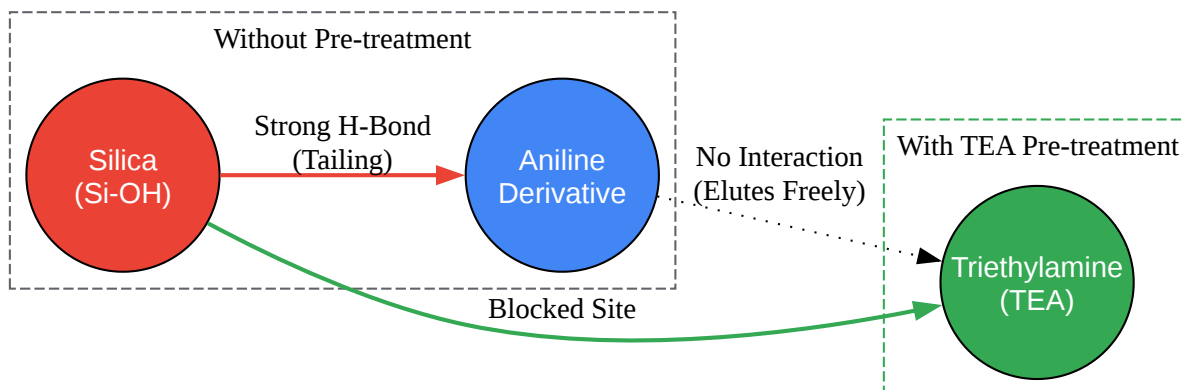 Without Pre-treatment
Silica
(Si-OH)
Strong H-Bond
(Tailing)
Aniline
Derivative
No Interaction
(Elutes Freely)
With TEA Pre-treatment
Triethylamine
(TEA)
Blocked Site